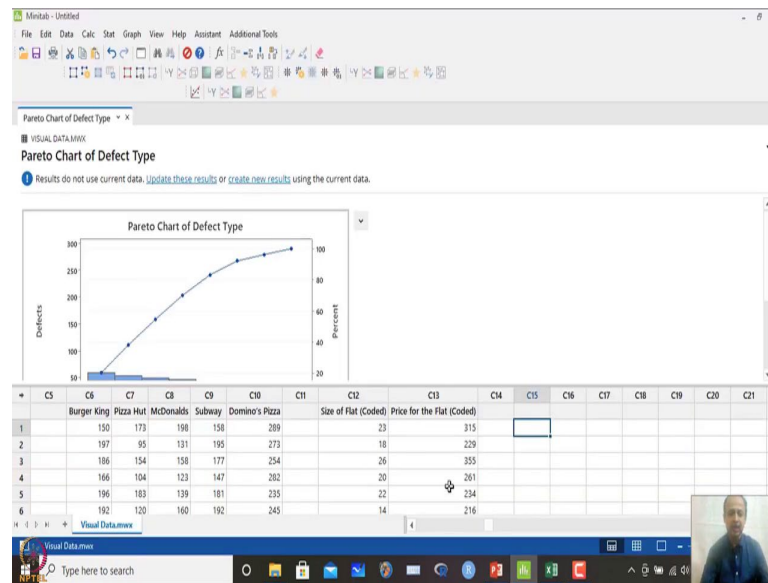 Minitab - Untitled
File Edit Data Calc Stat Graph View Help Assistant Additional Tools
Pareto Chart of Defect Type
VISUAL DATA.MWX
Pareto Chart of Defect Type
Results do not use current data. Update these results or create new results using the current data.
Pareto Chart of Defect Type
300
250
200
150
100
50
Defects
100
80
60
40
20
Percent
C5 C6 C7 C8 C9 C10 C11 C12 C13 C14 C15 C16 C17 C18 C19 C20 C21
Burger King Pizza Hut McDonalds Subway Domino's Pizza Size of Flat (Coded) Price for the Flat (Coded)
1 150 173 198 158 289 23 315
2 197 95 131 195 273 18 229
3 186 154 158 177 254 26 355
4 166 104 123 147 282 20 261
5 196 183 139 181 235 22 234
6 192 120 160 192 245 14 216
Visual Data.mwx
Visual Data.mwx
Type here to search
NPTEL